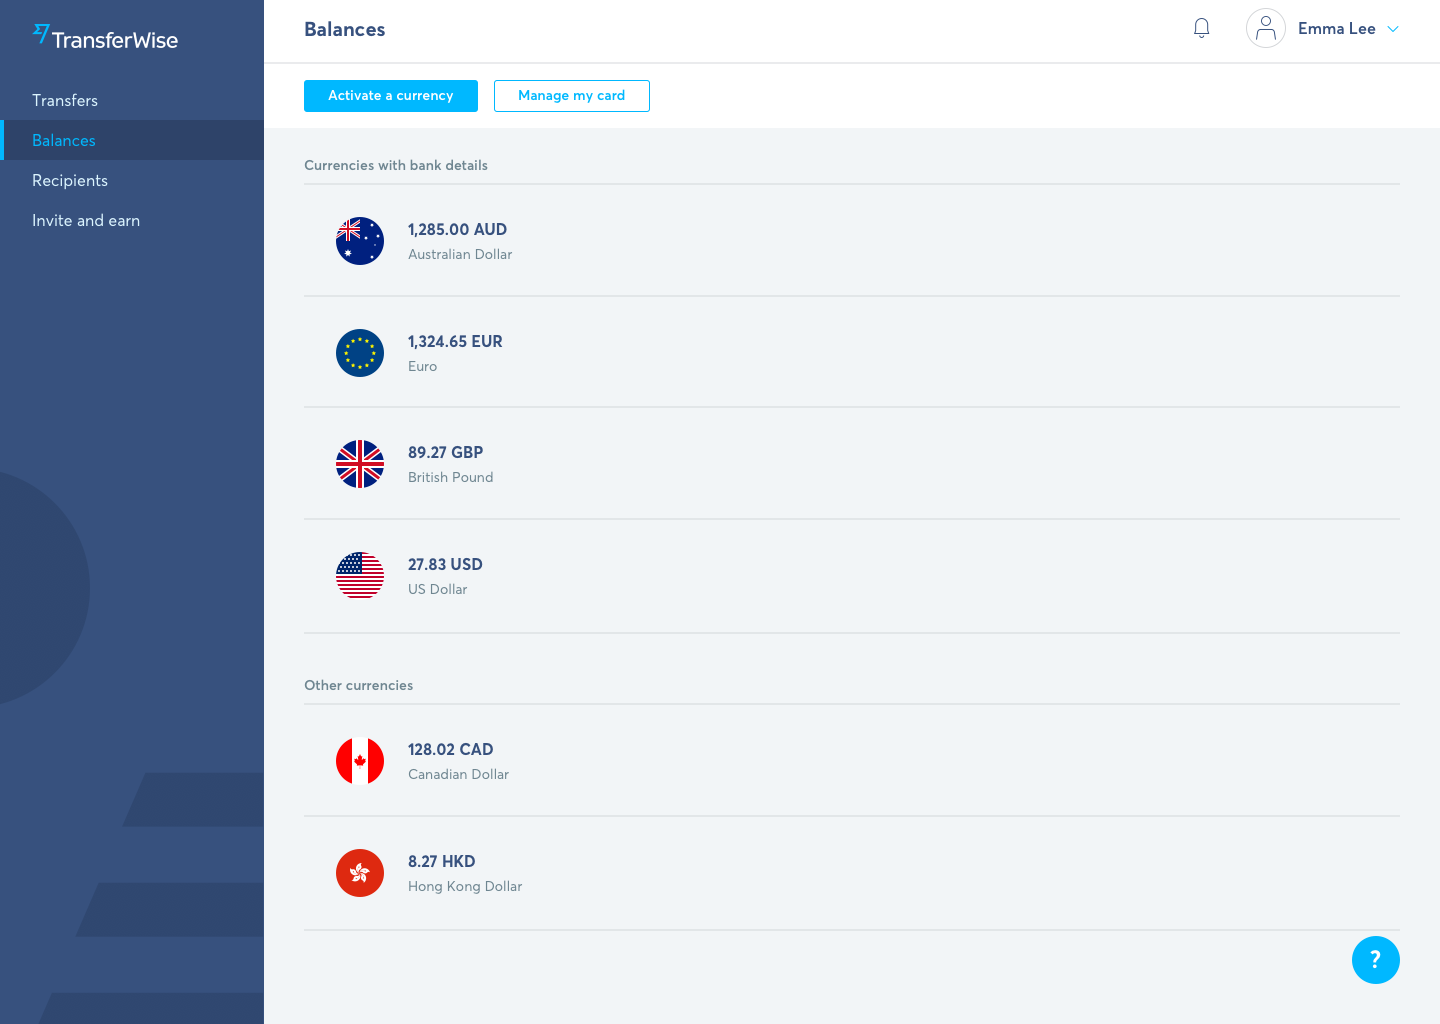 TransferWise
Transfers
Balances
Recipients
Invite and earn
Balances
Emma Lee
Activate a currency
Manage my card
Currencies with bank details
1,285.00 AUD
Australian Dollar
1,324.65 EUR
Euro
89.27 GBP
British Pound
27.83 USD
US Dollar
Other currencies
128.02 CAD
Canadian Dollar
8.27 HKD
Hong Kong Dollar
?